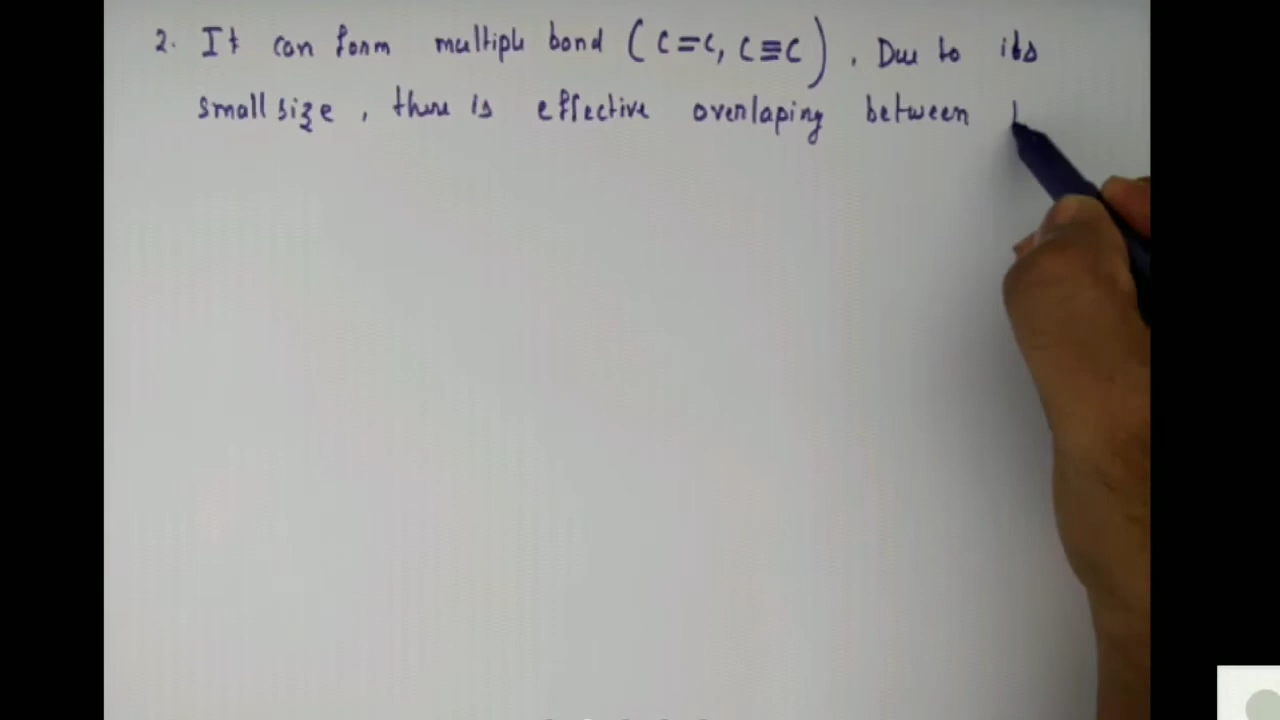 2. It can form multiple bond (C=C, C≡C). Due to its
small size, there is effective overlaping between